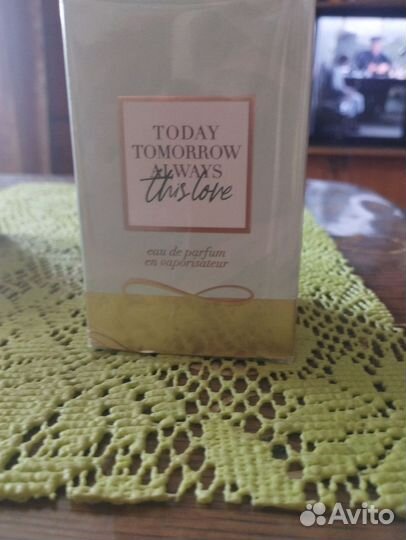 TODAY
TOMORROW
ALWAYS
this love
eau de parfum
en vaporisateur
Avito